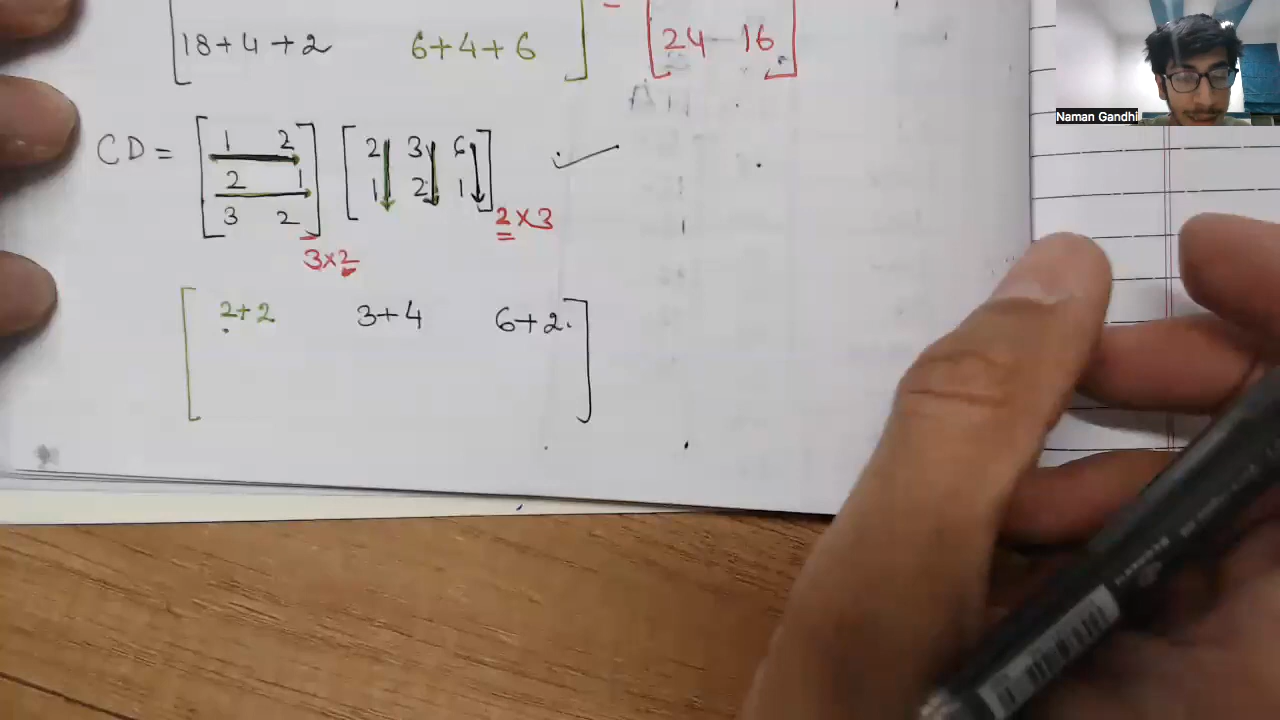 18+4+2 6+4+6 = 24 16
CD = [1 2] [2 3 6]
[2 1] [1 2 1]
[3 2]
2×3
3×2
2+2 3+4 6+2
Naman Gandhi